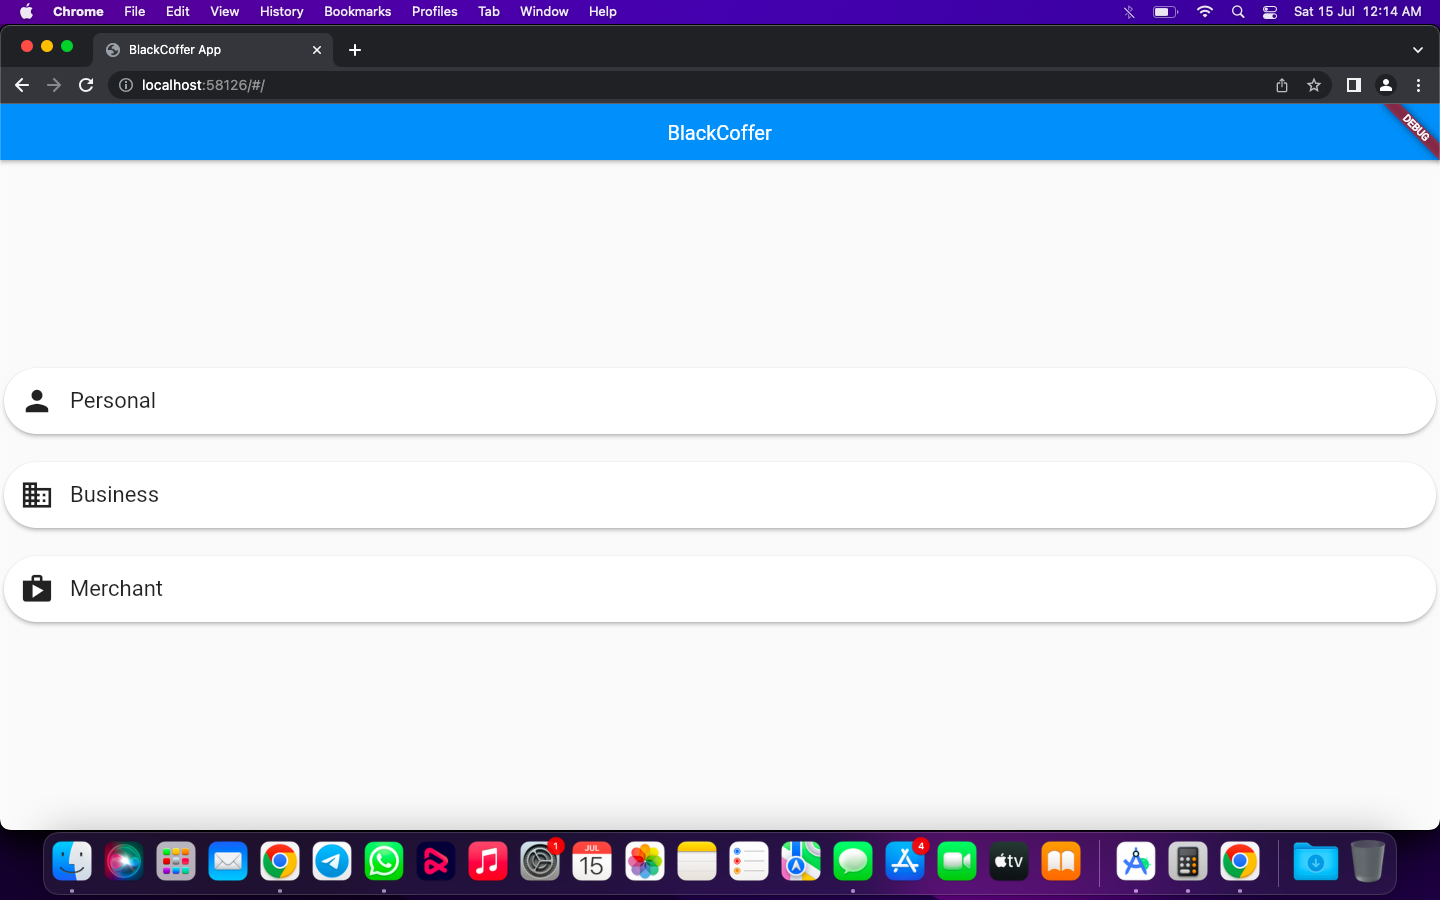 Chrome File Edit View History Bookmarks Profiles Tab Window Help Sat 15 Jul 12:14 AM
BlackCoffer App
localhost:58126/#/
BlackCoffer
DEBUG
Personal
Business
Merchant
1
JUL
15
4
tv